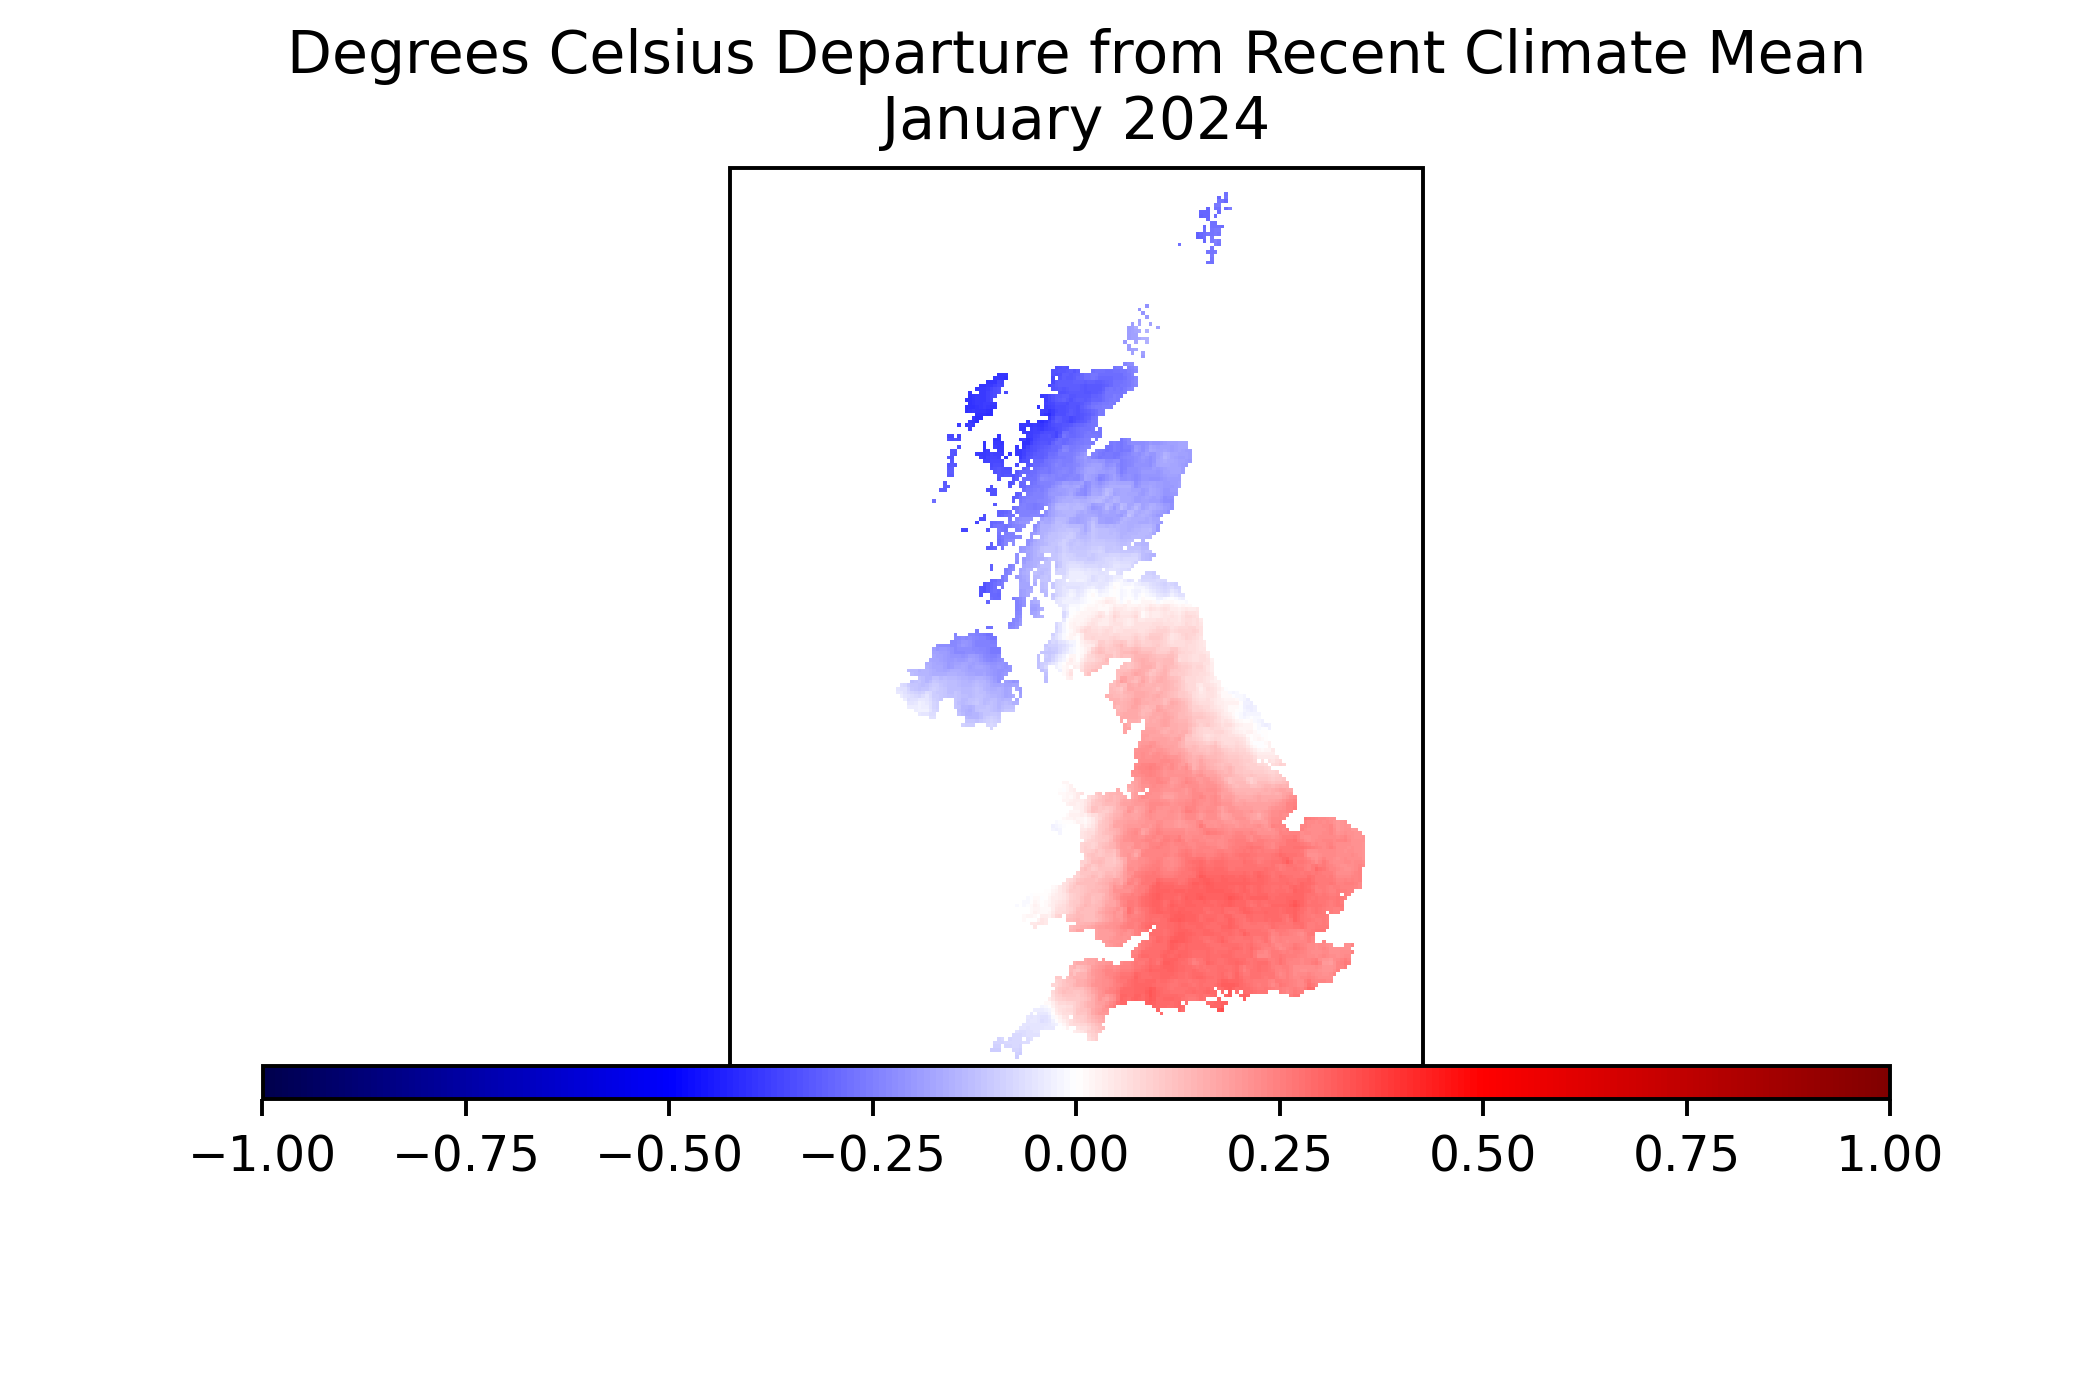 Degrees Celsius Departure from Recent Climate Mean
January 2024
−1.00 −0.75 −0.50 −0.25 0.00 0.25 0.50 0.75 1.00